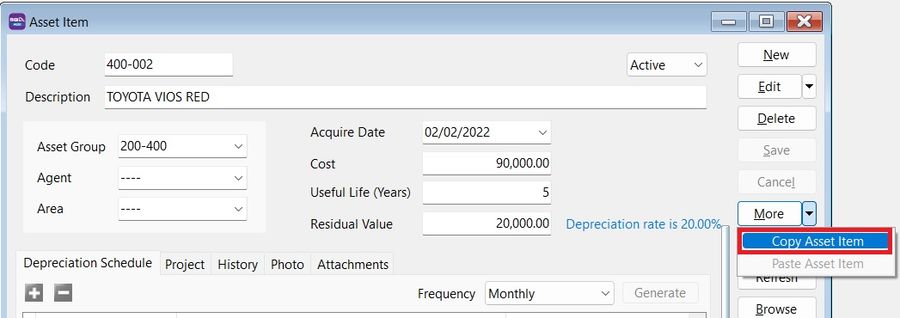 Asset Item
Code 400-002 Active New
Edit
Description TOYOTA VIOS RED
Delete
Acquire Date 02/02/2022
Asset Group 200-400
Save
Cost 90,000.00
Agent ----
Cancel
Useful Life (Years) 5
Area ----
More
Residual Value 20,000.00 Depreciation rate is 20.00%
Copy Asset Item
Paste Asset Item
Depreciation Schedule Project History Photo Attachments
Refresh
Frequency Monthly Generate
Browse